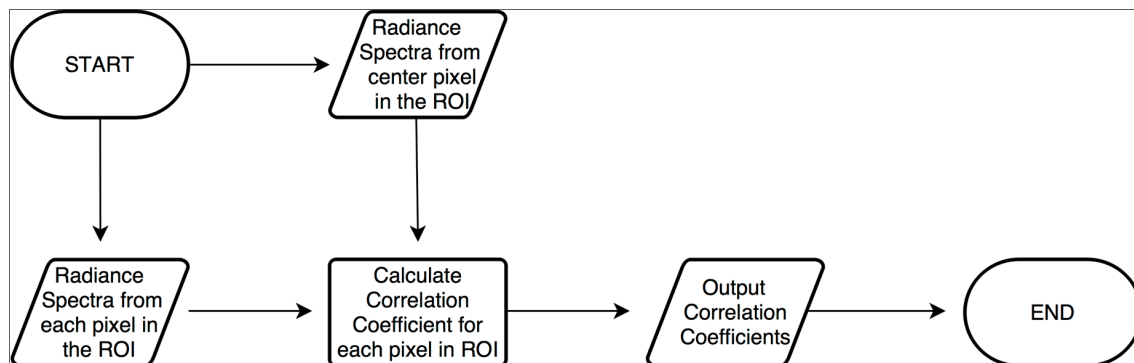 START
Radiance
Spectra from
center pixel
in the ROI
Radiance
Spectra from
each pixel in
the ROI
Calculate
Correlation
Coefficient for
each pixel in ROI
Output
Correlation
Coefficients
END